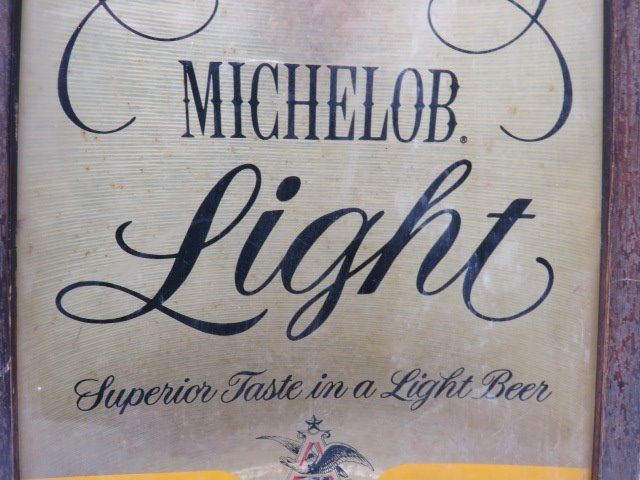 MICHELOB®
Light
Superior Taste in a Light Beer